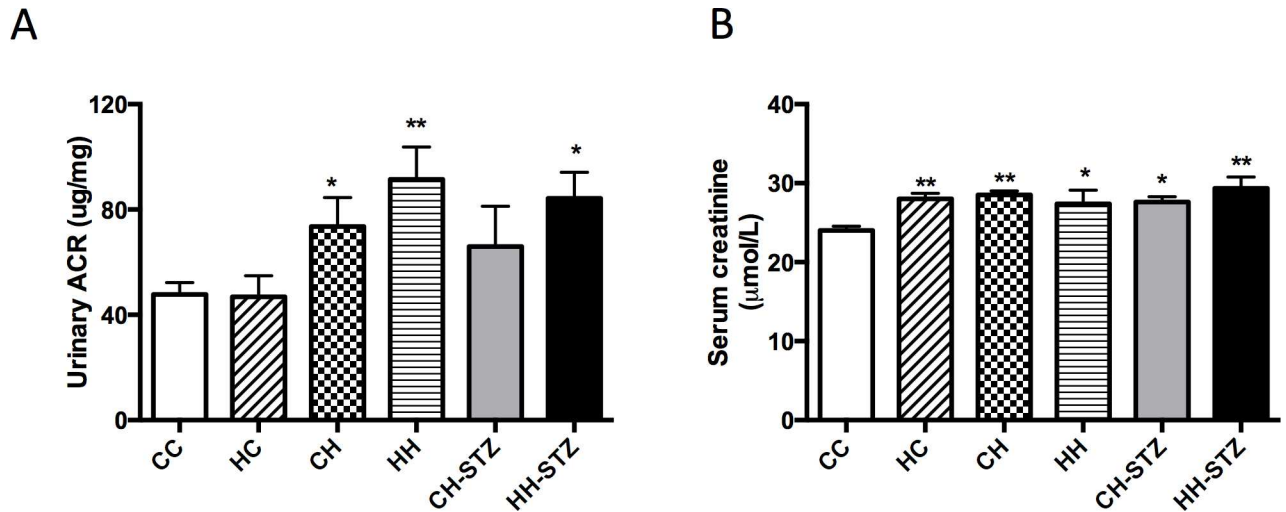 A
Urinary ACR (ug/mg)
120
80
40
0
*
**
*
CC
HC
CH
HH
CH-STZ
HH-STZ
B
Serum creatinine
(μmol/L)
40
30
20
10
0
**
**
*
*
**
CC
HC
CH
HH
CH-STZ
HH-STZ